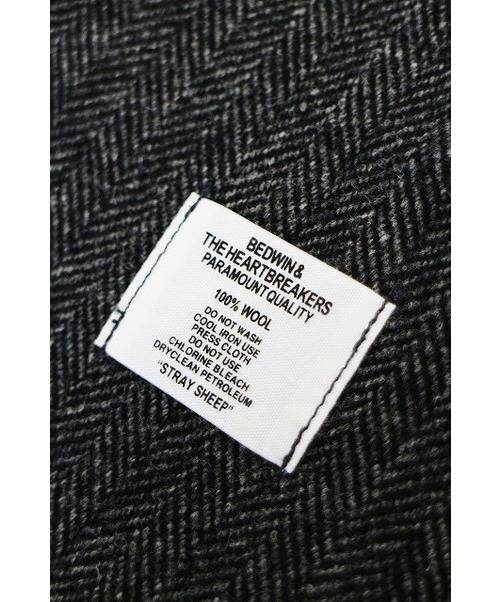 BEDWIN &
THE HEARTBREAKERS
PARAMOUNT QUALITY
100% WOOL
DO NOT WASH
COOL IRON USE
PRESS CLOTH
DO NOT USE
CHLORINE BLEACH
DRYCLEAN PETROLEUM
"STRAY SHEEP"